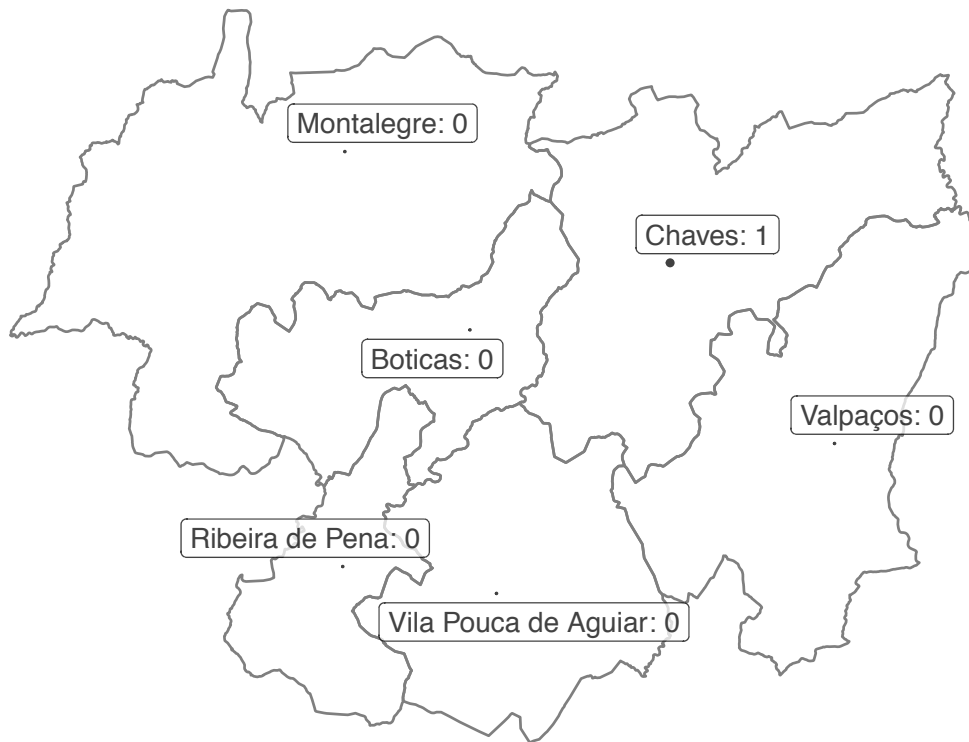 Montalegre: 0
Chaves: 1
Boticas: 0
Valpaços: 0
Ribeira de Pena: 0
Vila Pouca de Aguiar: 0